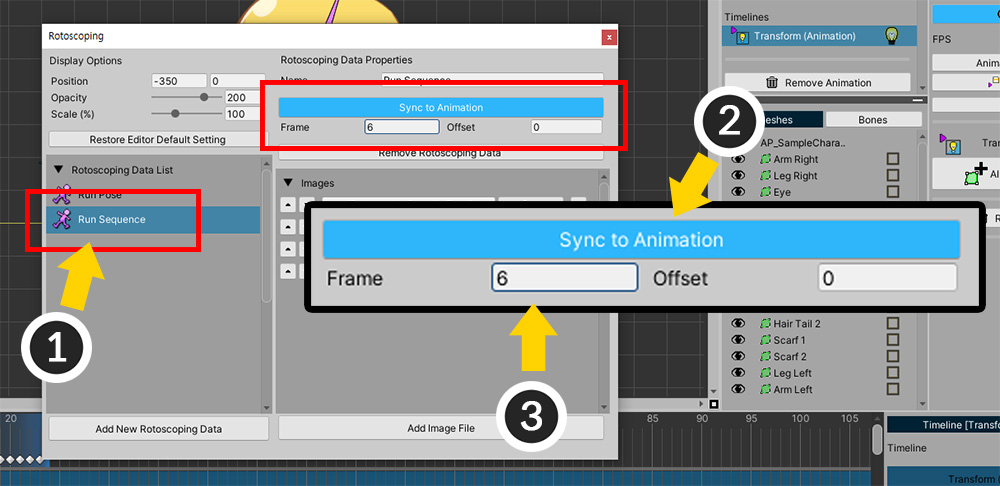 Rotoscoping
x
Display Options
Position -350 0
Opacity 200
Scale (%) 100
Restore Editor Default Setting
Rotoscoping Data List
Run Pose
Run Sequence
Add New Rotoscoping Data
Rotoscoping Data Properties
Name Run Sequence
Sync to Animation
Frame 6 Offset 0
Remove Rotoscoping Data
Images
Add Image File
Sync to Animation
Frame 6 Offset 0
1
2
3
Timelines
Transform (Animation)
Remove Animation
Bones
AP_SampleChara..
Arm Right
Leg Right
Eye
Hair Tail 2
Scarf 1
Scarf 2
Leg Left
Arm Left
FPS
20
85 90 95 100 105
Timeline [Transf
Timeline
Transform